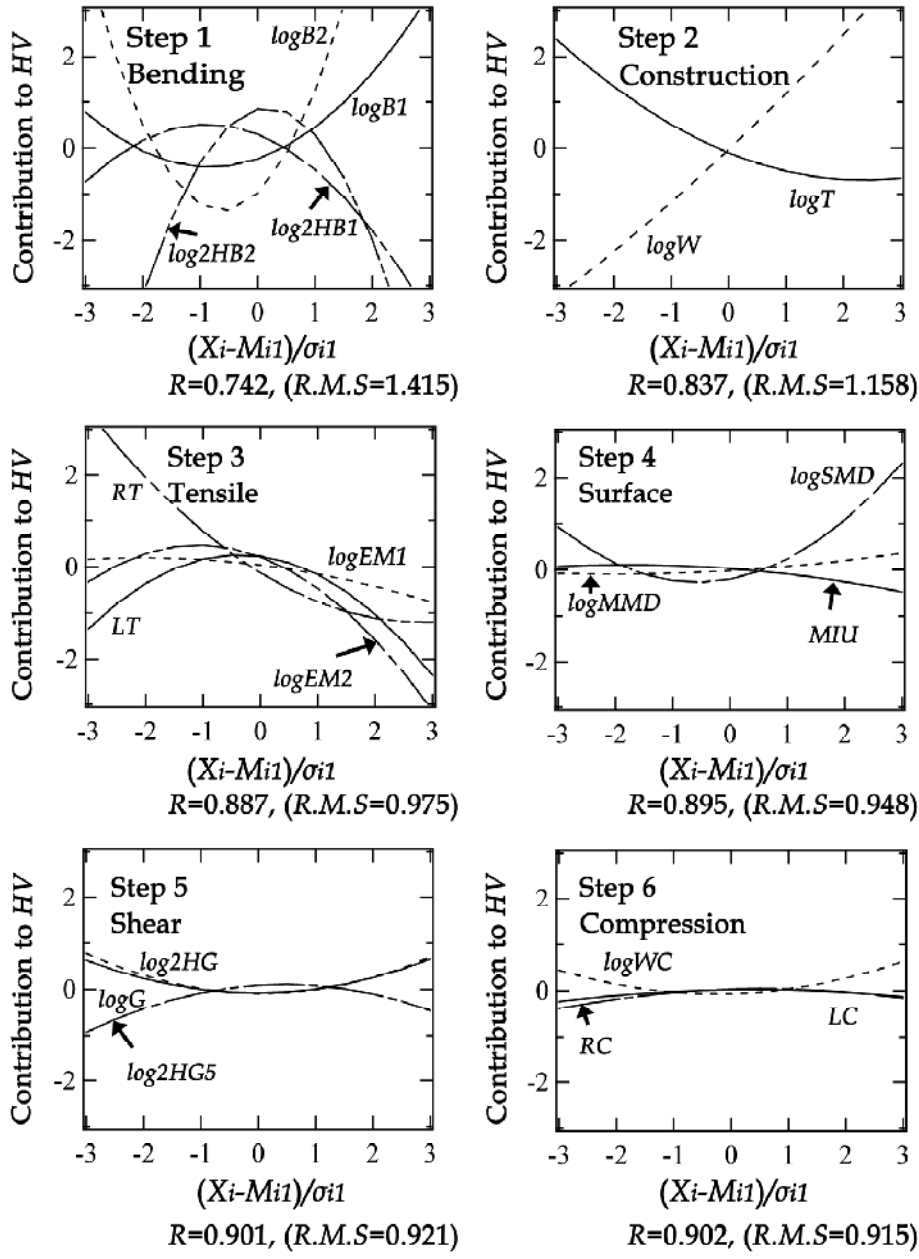 Contribution to HV
2
0
-2
Step 1
Bending
logB2
logB1
log2HB1
log2HB2
-3 -2 -1 0 1 2 3
(Xi-Mi1)/σi1
R=0.742, (R.M.S=1.415)
Contribution to HV
2
0
-2
Step 2
Construction
logT
logW
-3 -2 -1 0 1 2 3
(Xi-Mi1)/σi1
R=0.837, (R.M.S=1.158)
Contribution to HV
2
0
-2
Step 3
Tensile
RT
logEM1
LT
logEM2
-3 -2 -1 0 1 2 3
(Xi-Mi1)/σi1
R=0.887, (R.M.S=0.975)
Contribution to HV
2
0
-2
Step 4
Surface
logSMD
logMMD
MIU
-3 -2 -1 0 1 2 3
(Xi-Mi1)/σi1
R=0.895, (R.M.S=0.948)
Contribution to HV
2
0
-2
Step 5
Shear
log2HG
logG
log2HG5
-3 -2 -1 0 1 2 3
(Xi-Mi1)/σi1
R=0.901, (R.M.S=0.921)
Contribution to HV
2
0
-2
Step 6
Compression
logWC
LC
RC
-3 -2 -1 0 1 2 3
(Xi-Mi1)/σi1
R=0.902, (R.M.S=0.915)